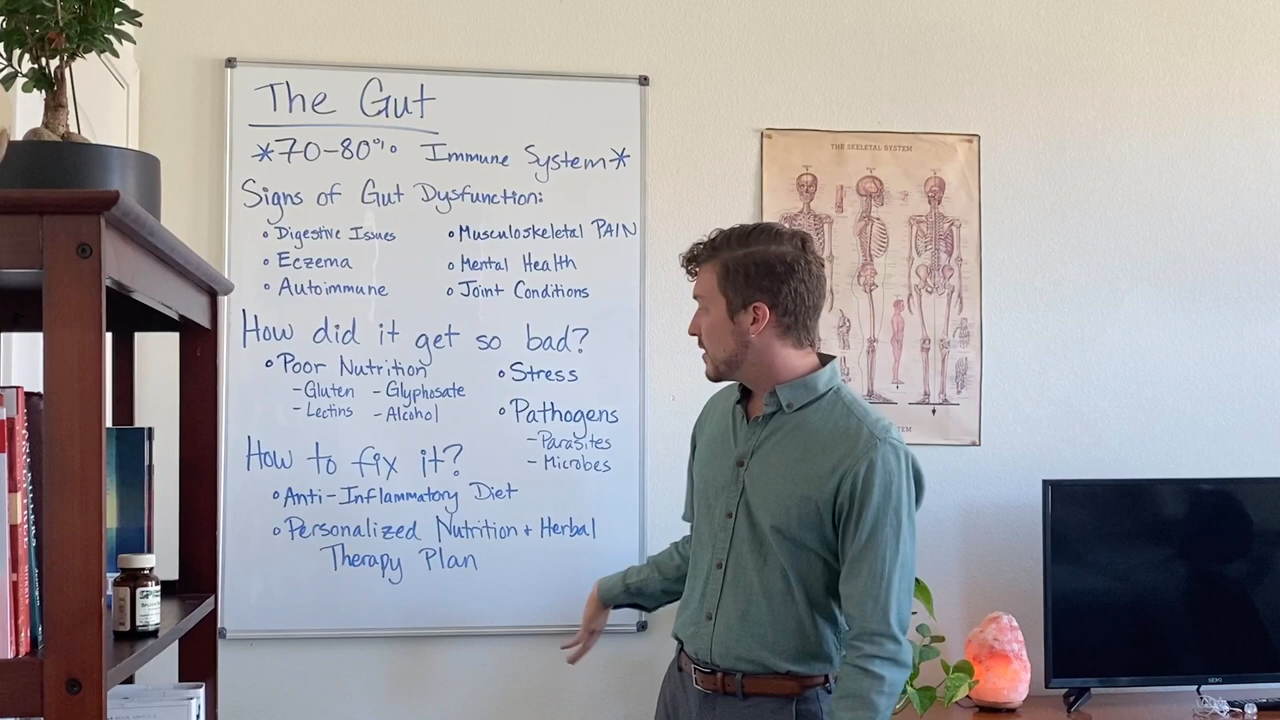 The Gut
*70-80% Immune System*
Signs of Gut Dysfunction:
• Digestive Issues
• Eczema
• Autoimmune
• Musculoskeletal PAIN
• Mental Health
• Joint Conditions
How did it get so bad?
• Poor Nutrition
- Gluten - Glyphosate
- Lectins - Alcohol
• Stress
• Pathogens
- Parasites
- Microbes
How to fix it?
• Anti-Inflammatory Diet
• Personalized Nutrition + Herbal
Therapy Plan
THE SKELETAL SYSTEM
SEIKI